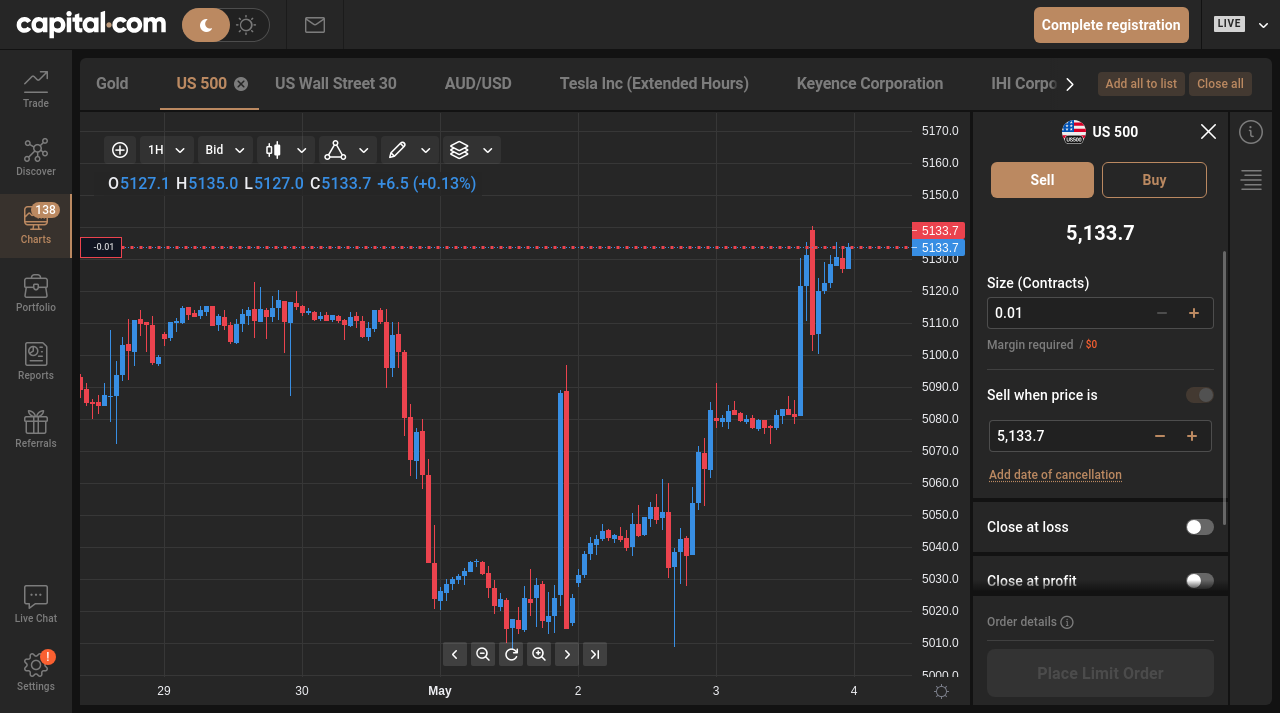 capital.com
Complete registration
LIVE
Trade
Discover
138
Charts
Portfolio
Reports
Referrals
Live Chat
!
Settings
Gold
US 500
US Wall Street 30
AUD/USD
Tesla Inc (Extended Hours)
Keyence Corporation
IHI Corpo
Add all to list
Close all
1H
Bid
O5127.1 H5135.0 L5127.0 C5133.7 +6.5 (+0.13%)
-0.01
5170.0
5160.0
5150.0
5133.7
5133.7
5130.0
5120.0
5110.0
5100.0
5090.0
5080.0
5070.0
5060.0
5050.0
5040.0
5030.0
5020.0
5010.0
5000.0
29
30
May
2
3
4
US500
US 500
Sell
Buy
5,133.7
Size (Contracts)
0.01
Margin required / $0
Sell when price is
5,133.7
Add date of cancellation
Close at loss
Close at profit
Order details
Place Limit Order